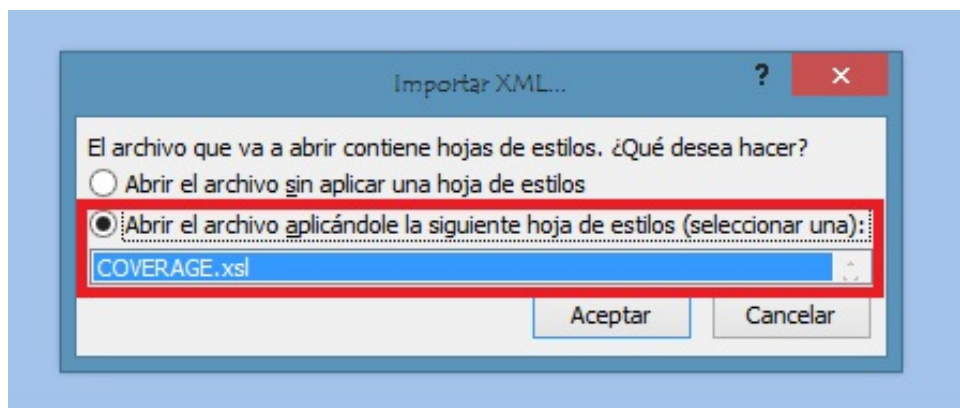 Importar XML...
?
El archivo que va a abrir contiene hojas de estilos. ¿Qué desea hacer?
Abrir el archivo sin aplicar una hoja de estilos
Abrir el archivo aplicándole la siguiente hoja de estilos (seleccionar una):
COVERAGE.xsl
Aceptar Cancelar